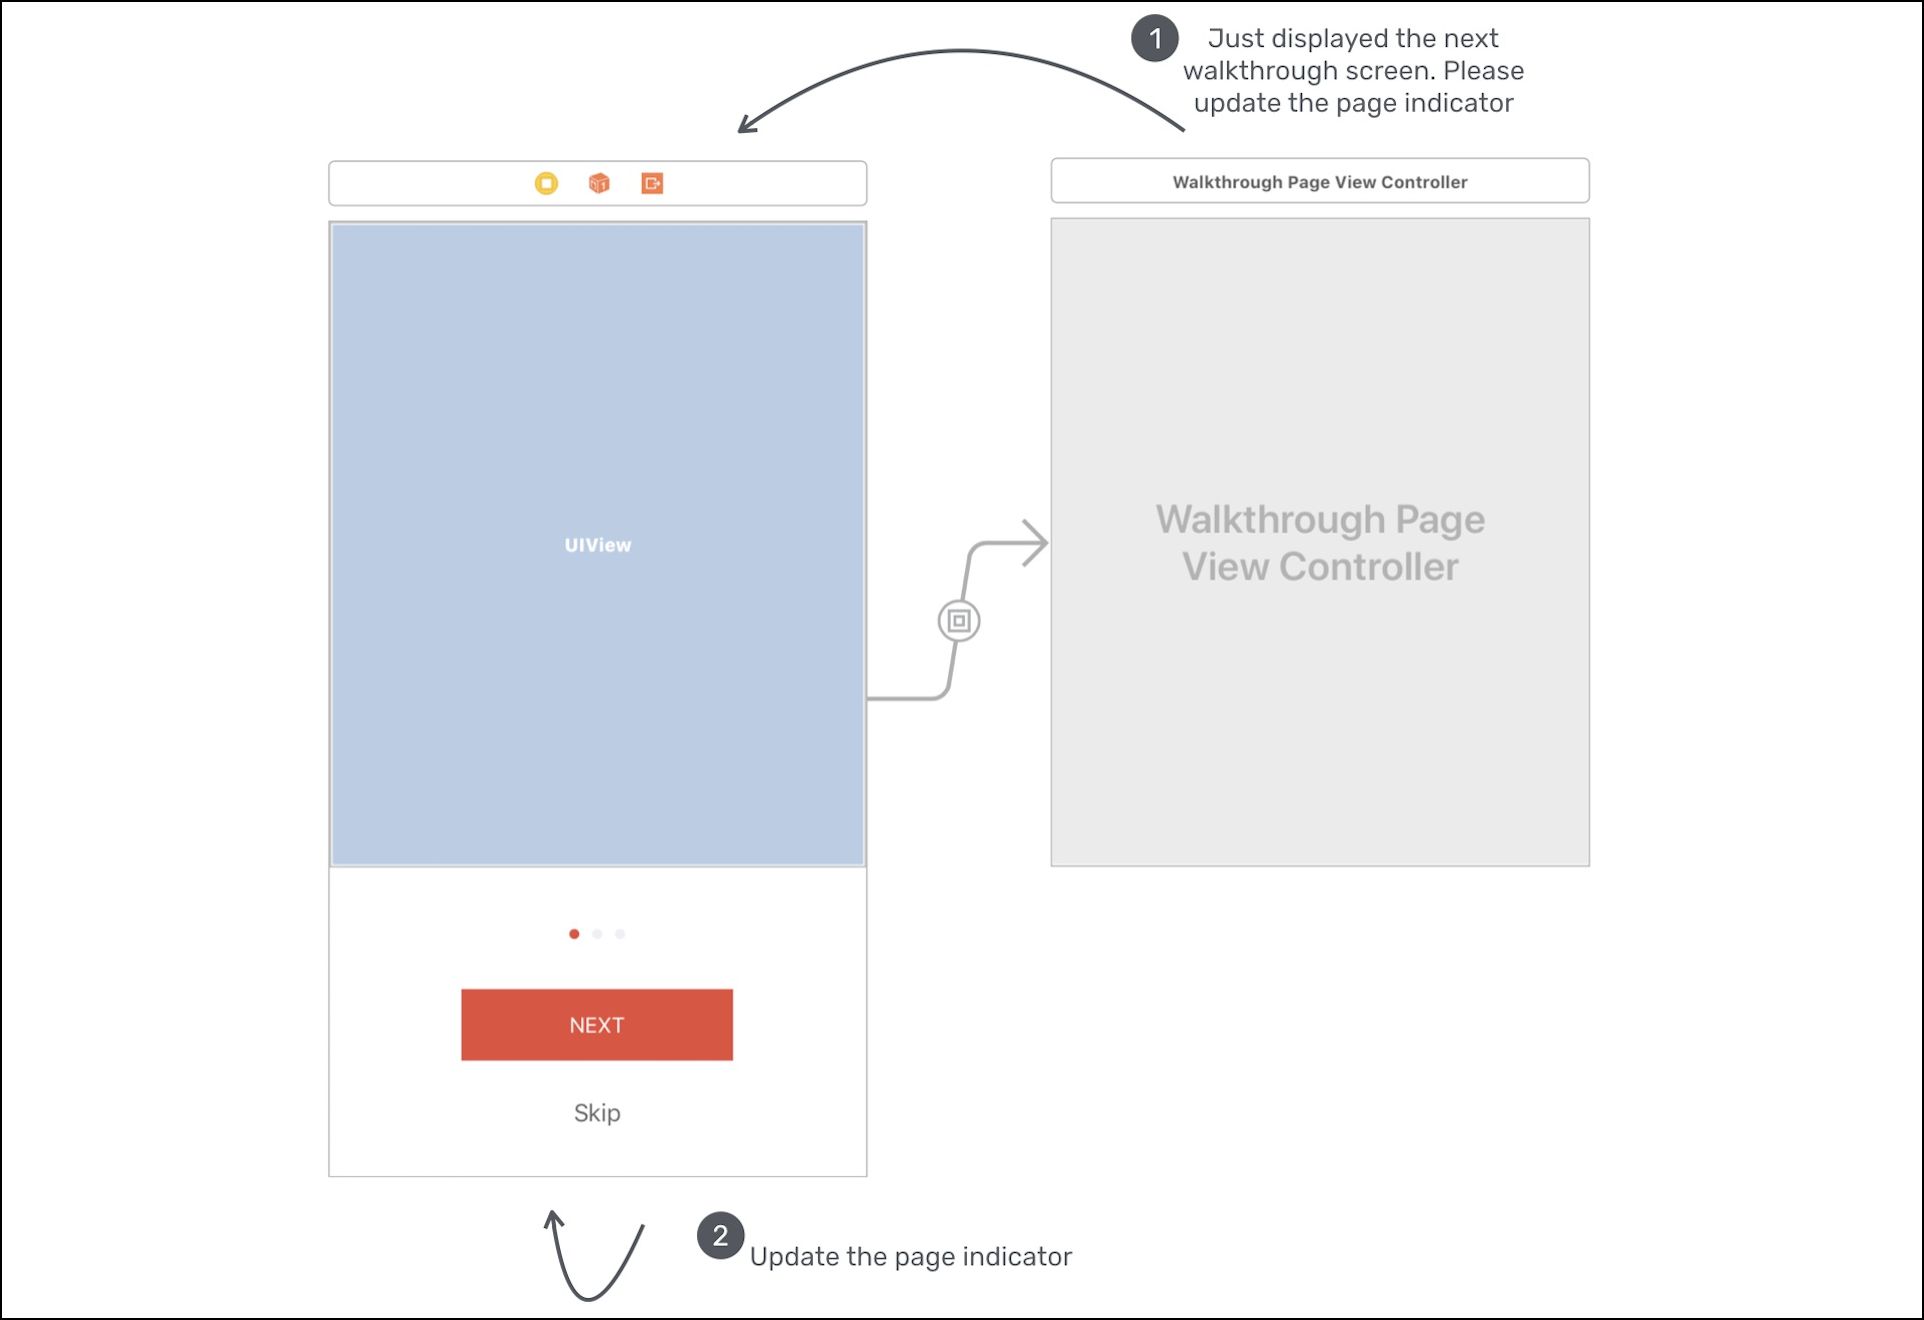 1
Just displayed the next
walkthrough screen. Please
update the page indicator
Walkthrough Page View Controller
UIView
Walkthrough Page
View Controller
NEXT
Skip
2
Update the page indicator